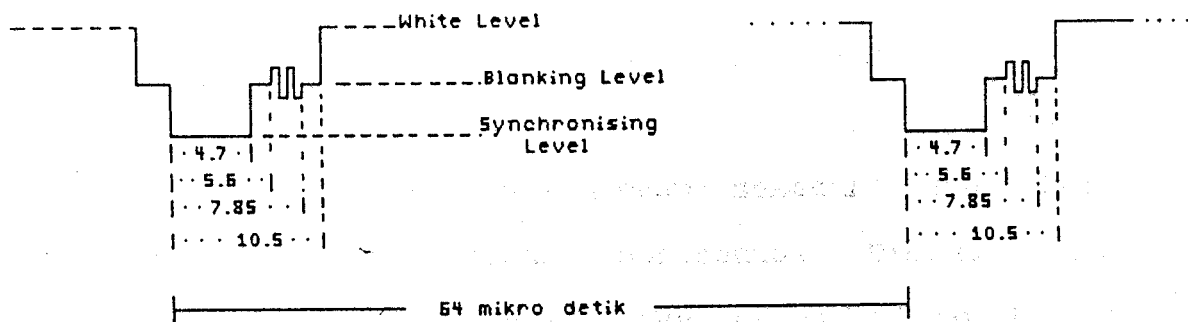 White Level
Blanking Level
Synchronising
Level
4.7 4.7
5.6 5.6
7.85 7.85
10.5 10.5
64 mikro detik